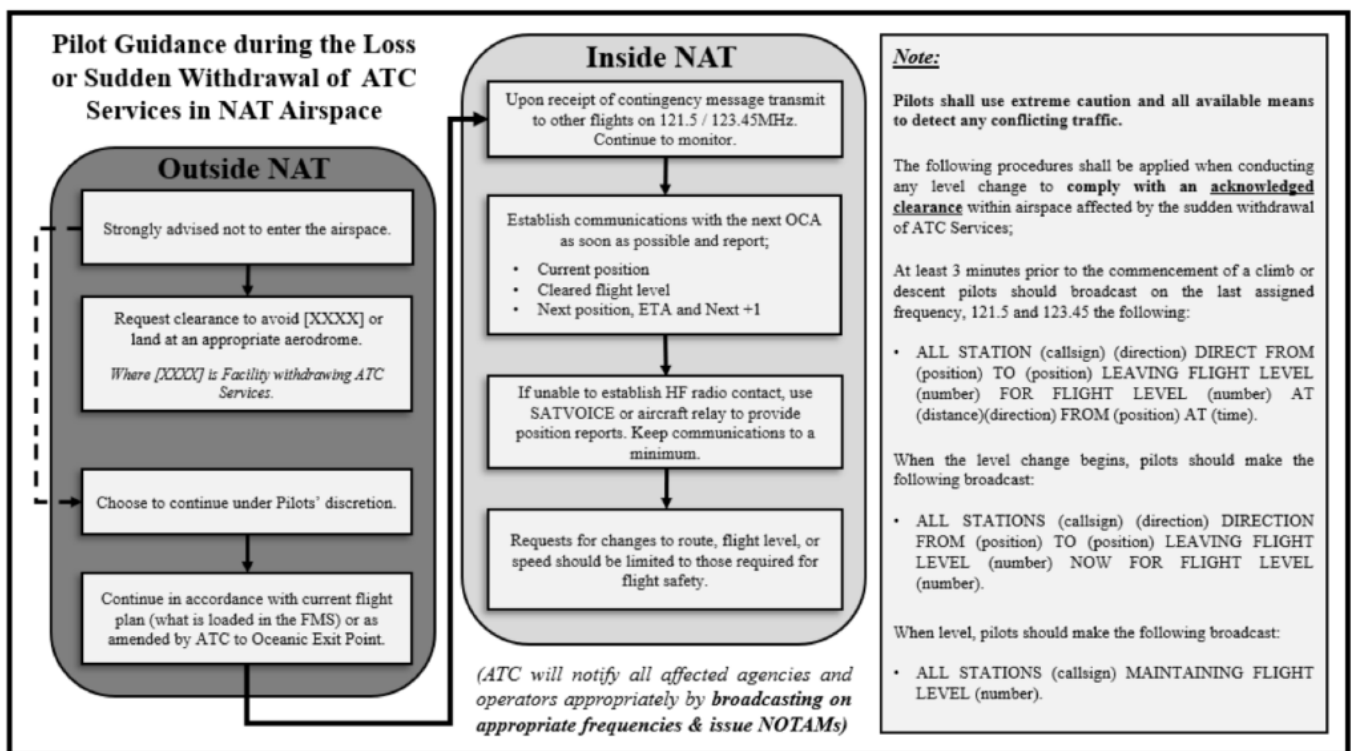 Pilot Guidance during the Loss
or Sudden Withdrawal of ATC
Services in NAT Airspace
Outside NAT
Strongly advised not to enter the airspace.
Request clearance to avoid [XXXX] or
land at an appropriate aerodrome.
Where [XXXX] is Facility withdrawing ATC
Services.
Choose to continue under Pilots’ discretion.
Continue in accordance with current flight
plan (what is loaded in the FMS) or as
amended by ATC to Oceanic Exit Point.
Inside NAT
Upon receipt of contingency message transmit
to other flights on 121.5 / 123.45MHz.
Continue to monitor.
Establish communications with the next OCA
as soon as possible and report;
• Current position
• Cleared flight level
• Next position, ETA and Next +1
If unable to establish HF radio contact, use
SATVOICE or aircraft relay to provide
position reports. Keep communications to a
minimum.
Requests for changes to route, flight level, or
speed should be limited to those required for
flight safety.
(ATC will notify all affected agencies and
operators appropriately by broadcasting on
appropriate frequencies & issue NOTAMs)
Note:
Pilots shall use extreme caution and all available means
to detect any conflicting traffic.
The following procedures shall be applied when conducting
any level change to comply with an acknowledged
clearance within airspace affected by the sudden withdrawal
of ATC Services;
At least 3 minutes prior to the commencement of a climb or
descent pilots should broadcast on the last assigned
frequency, 121.5 and 123.45 the following:
• ALL STATION (callsign) (direction) DIRECT FROM
(position) TO (position) LEAVING FLIGHT LEVEL
(number) FOR FLIGHT LEVEL (number) AT
(distance)(direction) FROM (position) AT (time).
When the level change begins, pilots should make the
following broadcast:
• ALL STATIONS (callsign) (direction) DIRECTION
FROM (position) TO (position) LEAVING FLIGHT
LEVEL (number) NOW FOR FLIGHT LEVEL
(number).
When level, pilots should make the following broadcast:
• ALL STATIONS (callsign) MAINTAINING FLIGHT
LEVEL (number).